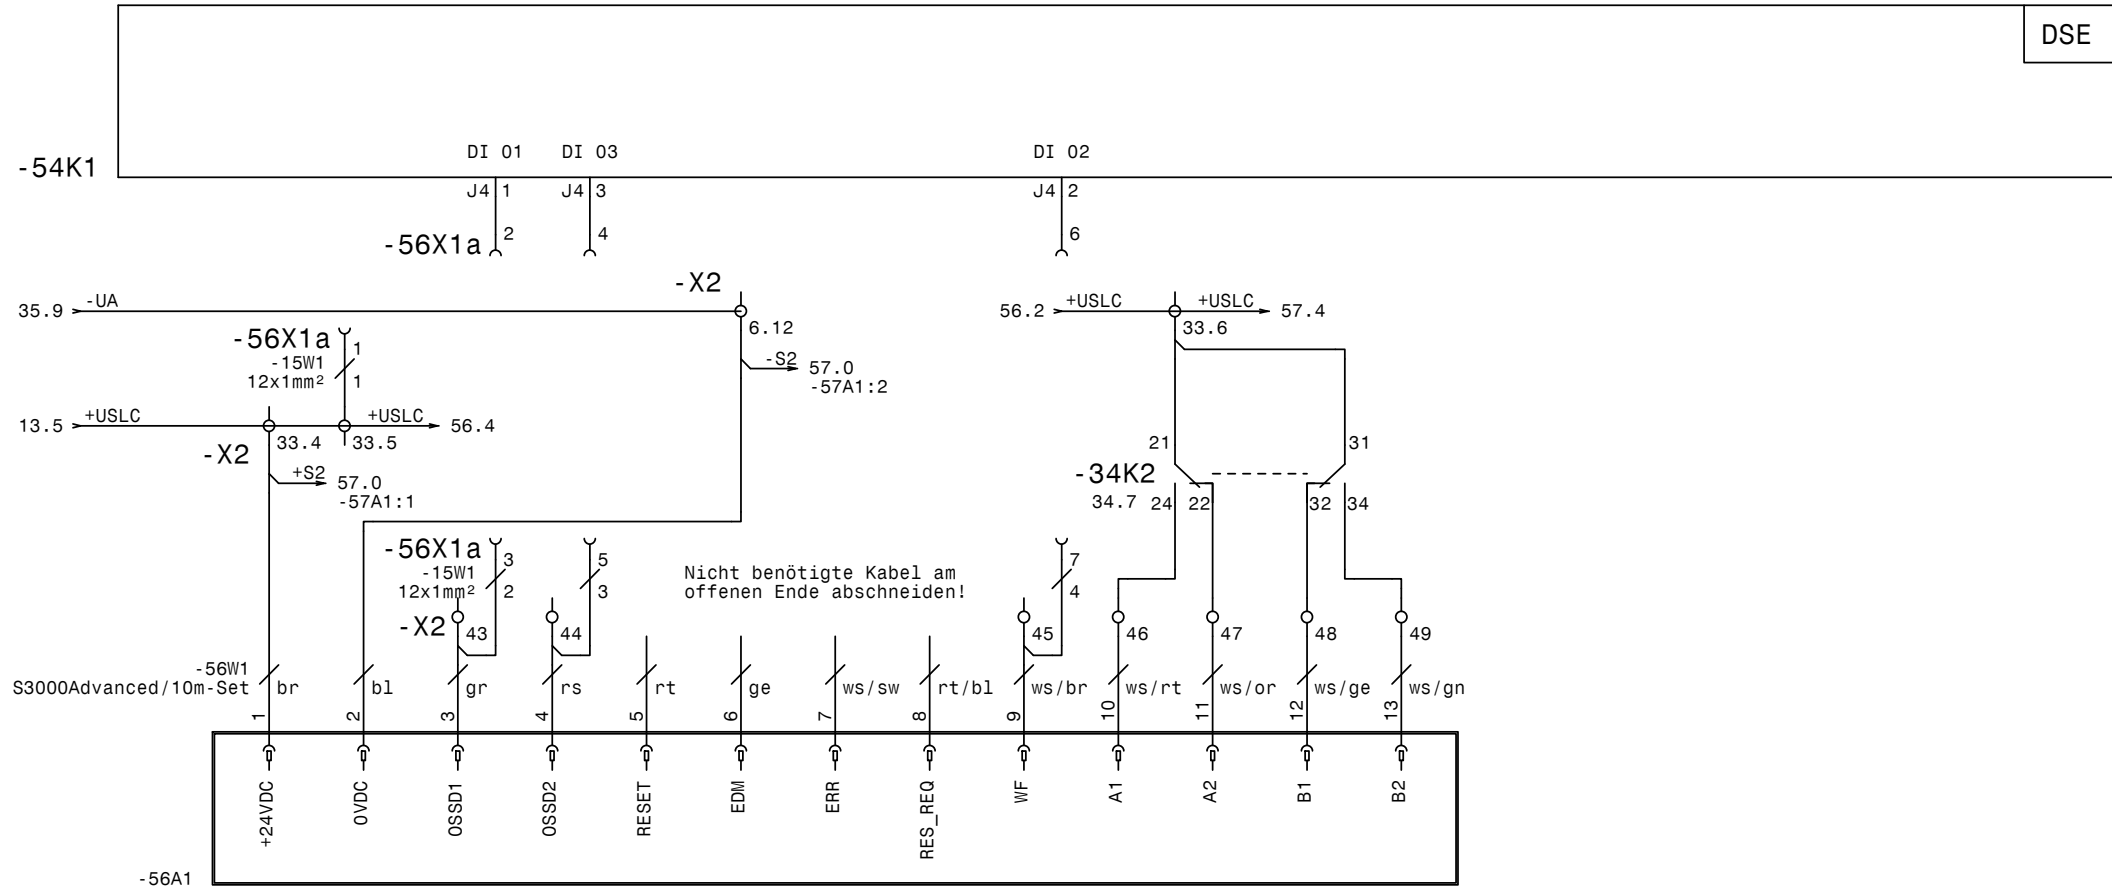 DSE
DI 01
DI 03
DI 02
-54K1
J4
1
J4
3
J4
2
-56X1a
2
4
6
-X2
35.9
-UA
6.12
56.2
+USLC
+USLC
57.4
33.6
-56X1a
1
-15W1
12x1mm²
1
-S2
57.0
-57A1:2
13.5
+USLC
+USLC
56.4
33.4
33.5
-X2
+S2
57.0
-57A1:1
21
31
-34K2
34.7
24
22
32
34
-56X1a
3
5
7
-15W1
12x1mm²
2
3
4
Nicht benötigte Kabel am
offenen Ende abschneiden!
-X2
43
44
45
46
47
48
49
-56W1
S3000Advanced/10m-Set
br
bl
gr
rs
rt
ge
ws/sw
rt/bl
ws/br
ws/rt
ws/or
ws/ge
ws/gn
1
2
3
4
5
6
7
8
9
10
11
12
13
+24VDC
0VDC
OSSD1
OSSD2
RESET
EDM
ERR
RES_REQ
WF
A1
A2
B1
B2
-56A1